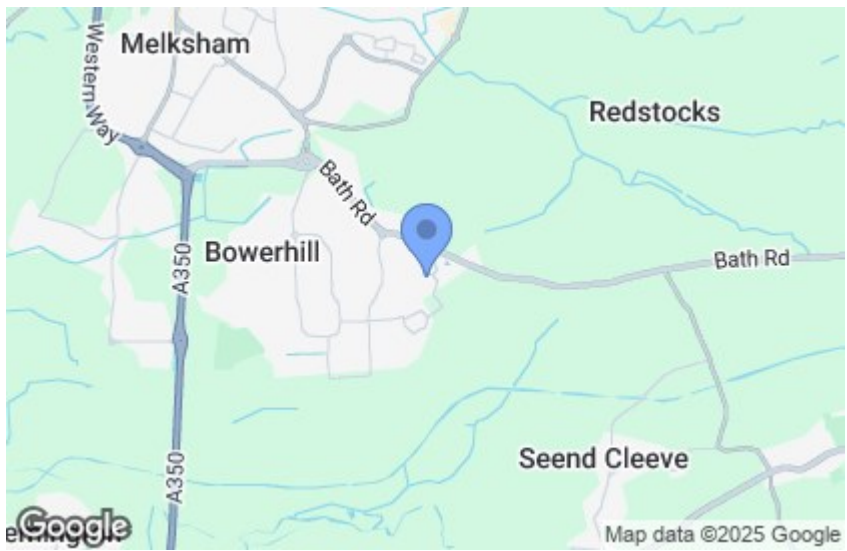 Melksham
Western Way
Redstocks
Bath Rd
Bowerhill
Bath Rd
A350
Seend Cleeve
A350
Google
Map data ©2025 Google